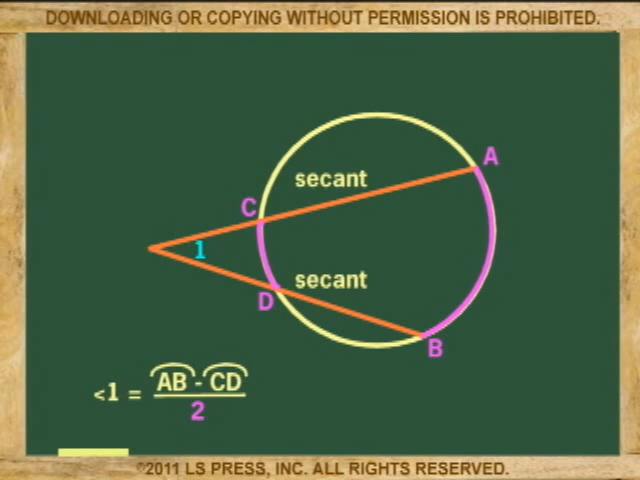 DOWNLOADING OR COPYING WITHOUT PERMISSION IS PROHIBITED.
A
secant
C
1
secant
D
B
<1 = AB - CD
2
©2011 LS PRESS, INC. ALL RIGHTS RESERVED.